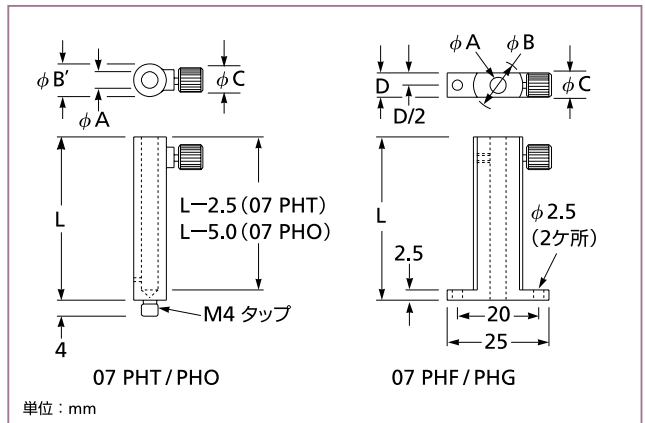 φB'
φA
φC
L
L−2.5(07 PHT)
L−5.0(07 PHO)
M4 タップ
4
07 PHT/PHO
φA
φB
D
D/2
φC
L
2.5
φ2.5
(2ケ所)
20
25
07 PHF/PHG
単位：mm